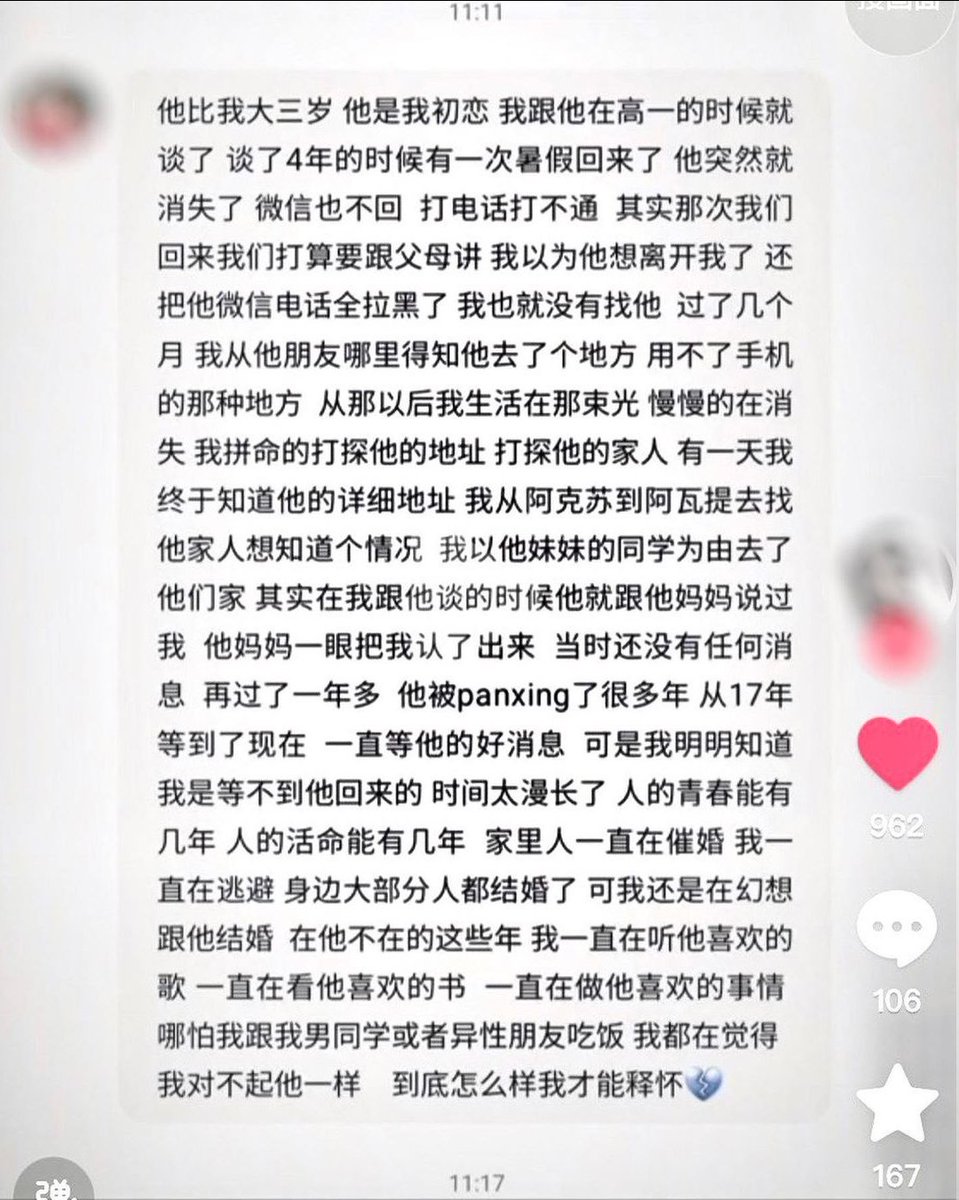 11:11
他比我大三岁 他是我初恋 我跟他在高一的时候就
谈了 谈了4年的时候有一次暑假回来了 他突然就
消失了 微信也不回 打电话打不通 其实那次我们
回来我们打算要跟父母讲 我以为他想离开我了 还
把他微信电话全拉黑了 我也就没有找他 过了几个
月 我从他朋友哪里得知他去了个地方 用不了手机
的那种地方 从那以后我生活在那束光 慢慢的在消
失 我拼命的打探他的地址 打探他的家人 有一天我
终于知道他的详细地址 我从阿克苏到阿瓦提去找
他家人想知道个情况 我以他妹妹的同学为由去了
他们家 其实在我跟他谈的时候他就跟他妈妈说过
我 他妈妈一眼把我认了出来 当时还没有任何消
息 再过了一年多 他被panxing了很多年 从17年
等到了现在 一直等他的好消息 可是我明明知道
我是等不到他回来的 时间太漫长了 人的青春能有
几年 人的活命能有几年 家里人一直在催婚 我一
直在逃避 身边大部分人都结婚了 可我还是在幻想
跟他结婚 在他不在的这些年 我一直在听他喜欢的
歌 一直在看他喜欢的书 一直在做他喜欢的事情
哪怕我跟我男同学或者异性朋友吃饭 我都在觉得
我对不起他一样 到底怎么样我才能释怀💔
962
106
167
11:17
弹